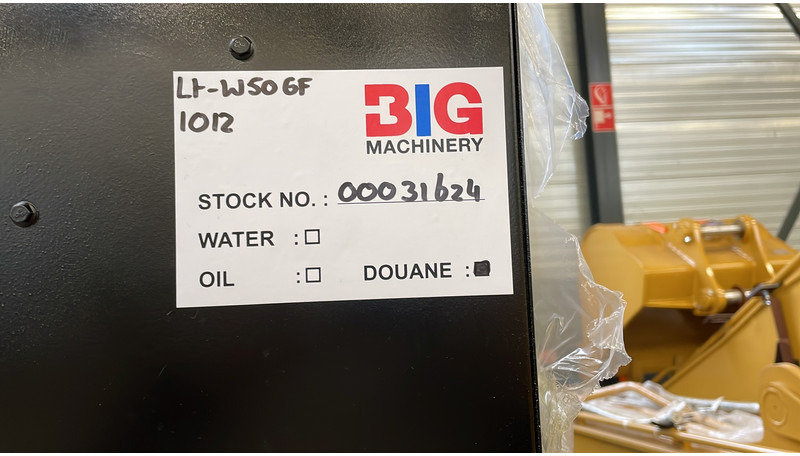 Lt-W50GF
1012
BIG
MACHINERY
STOCK NO. : 00031624
WATER : ☐
OIL : ☐ DOUANE : ■